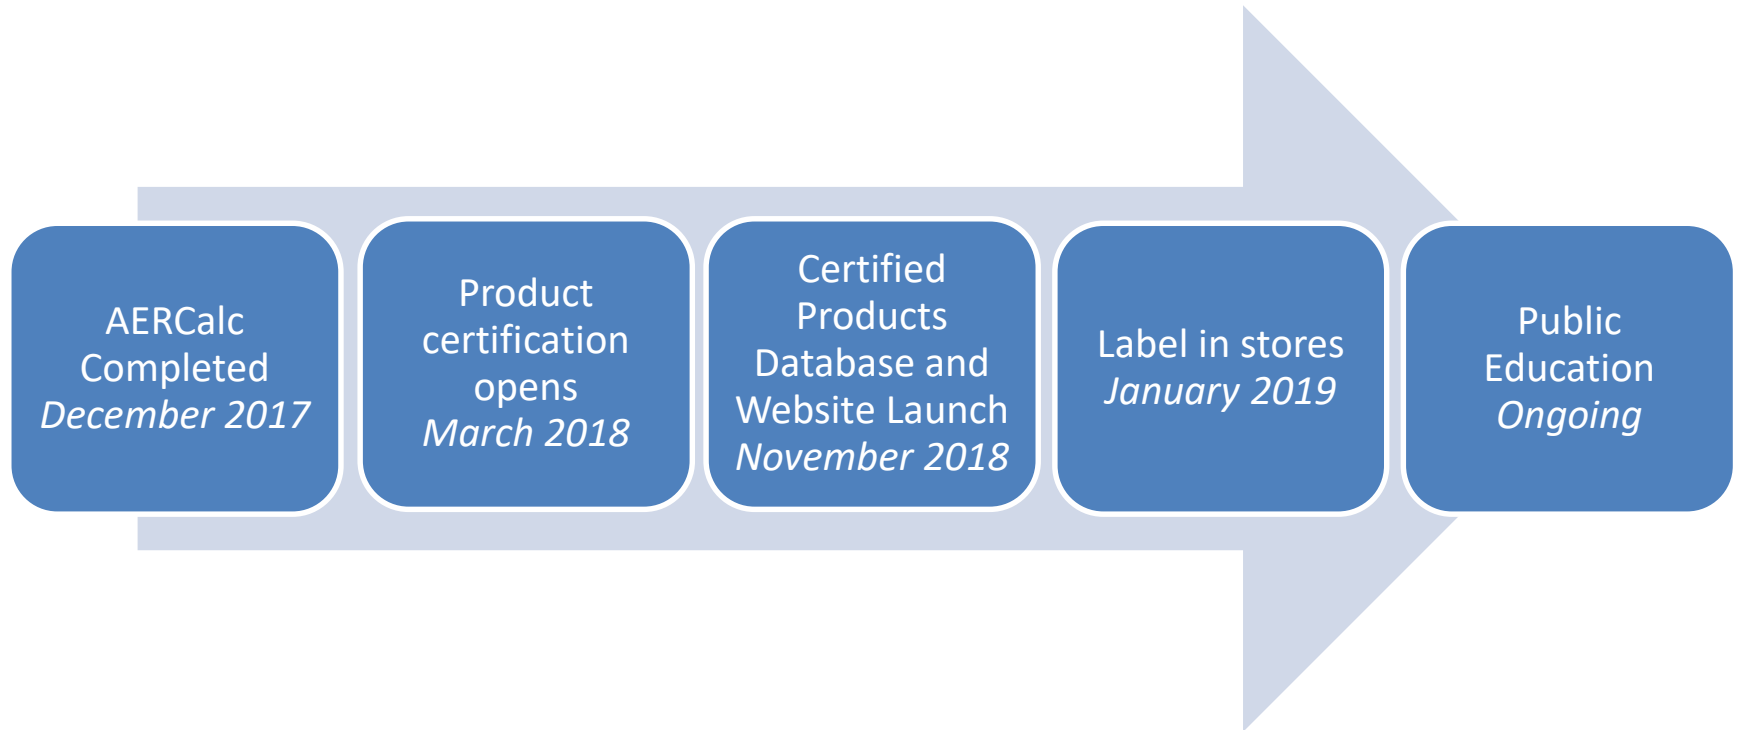 AERCalc
Completed
December 2017
Product
certification
opens
March 2018
Certified
Products
Database and
Website Launch
November 2018
Label in stores
January 2019
Public
Education
Ongoing